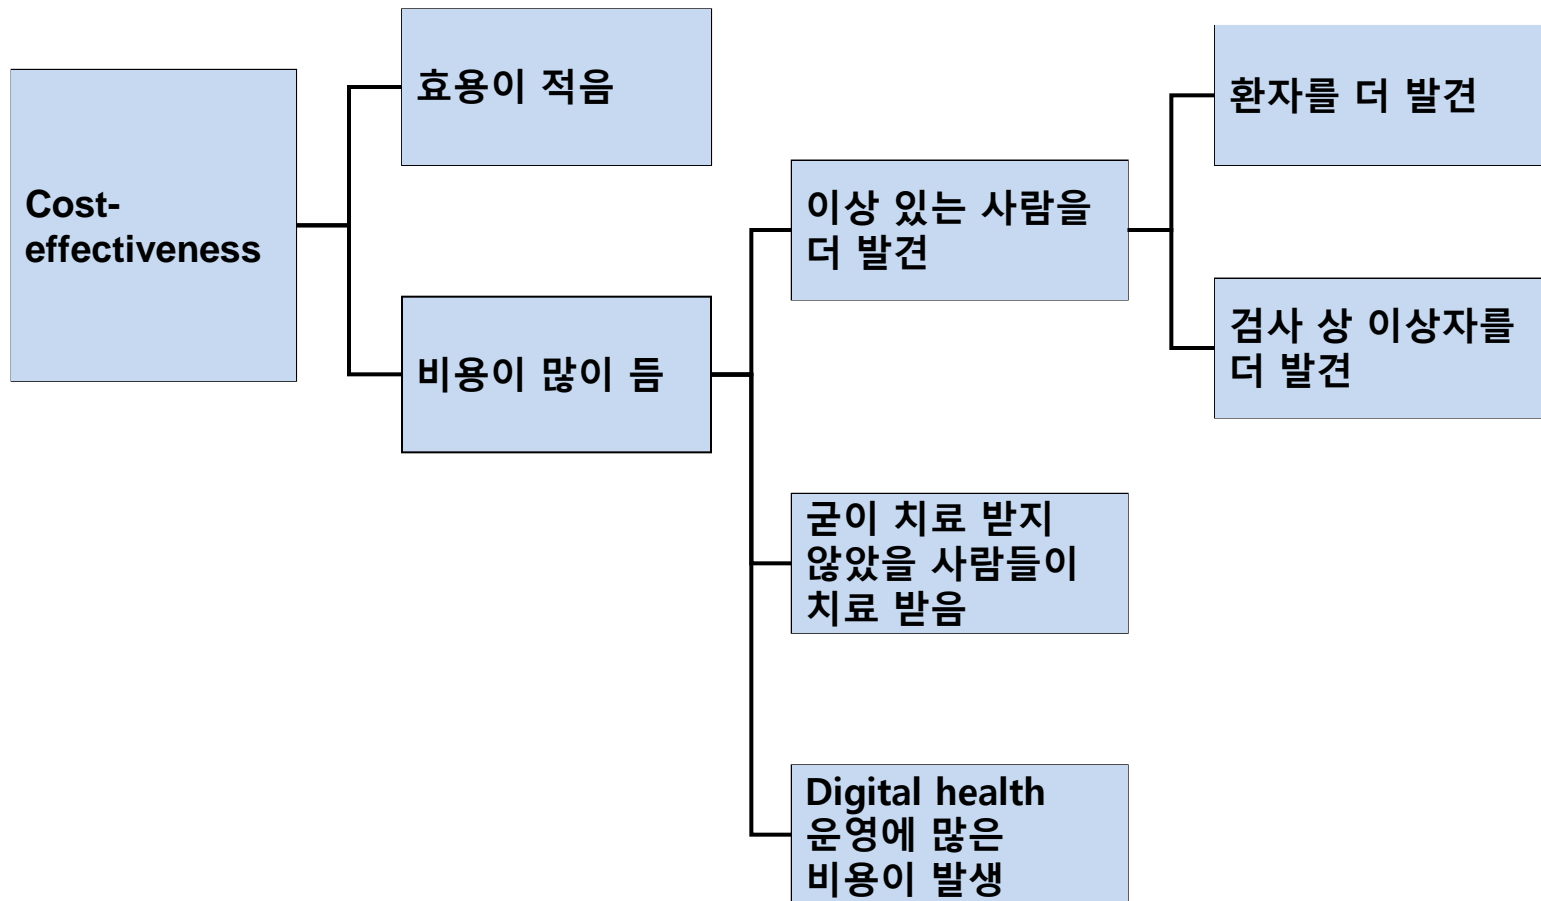 Cost-
effectiveness
효용이 적음
비용이 많이 듬
이상 있는 사람을
더 발견
환자를 더 발견
검사 상 이상자를
더 발견
굳이 치료 받지
않았을 사람들이
치료 받음
Digital health
운영에 많은
비용이 발생